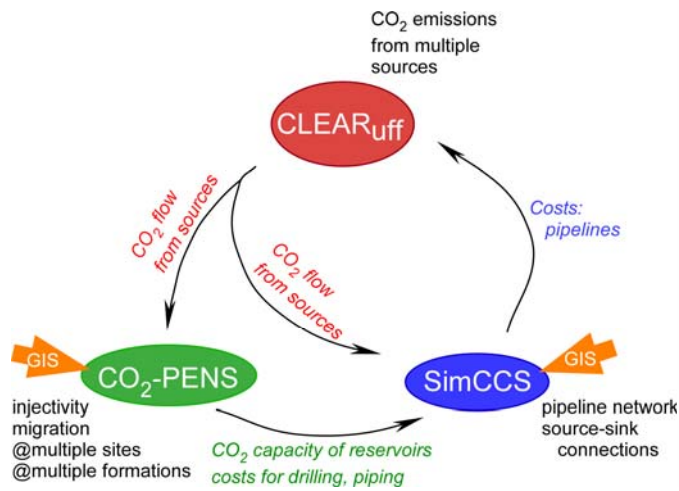 CO₂ emissions
from multiple
sources
CLEARuff
CO₂ flow
from sources
CO₂ flow
from sources
Costs:
pipelines
GIS
CO₂-PENS
SimCCS
GIS
injectivity
migration
@multiple sites
@multiple formations
CO₂ capacity of reservoirs
costs for drilling, piping
pipeline network
source-sink
connections